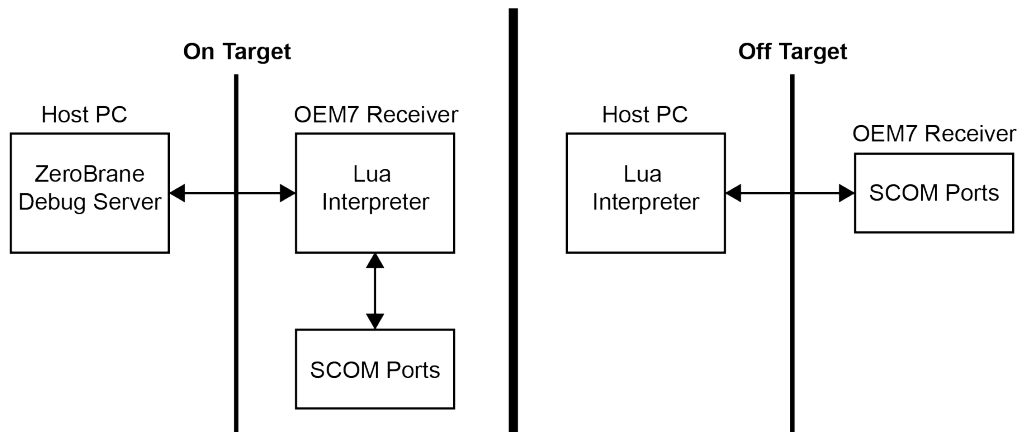 On Target
Host PC
OEM7 Receiver
ZeroBrane
Debug Server
Lua
Interpreter
SCOM Ports
Off Target
Host PC
OEM7 Receiver
Lua
Interpreter
SCOM Ports